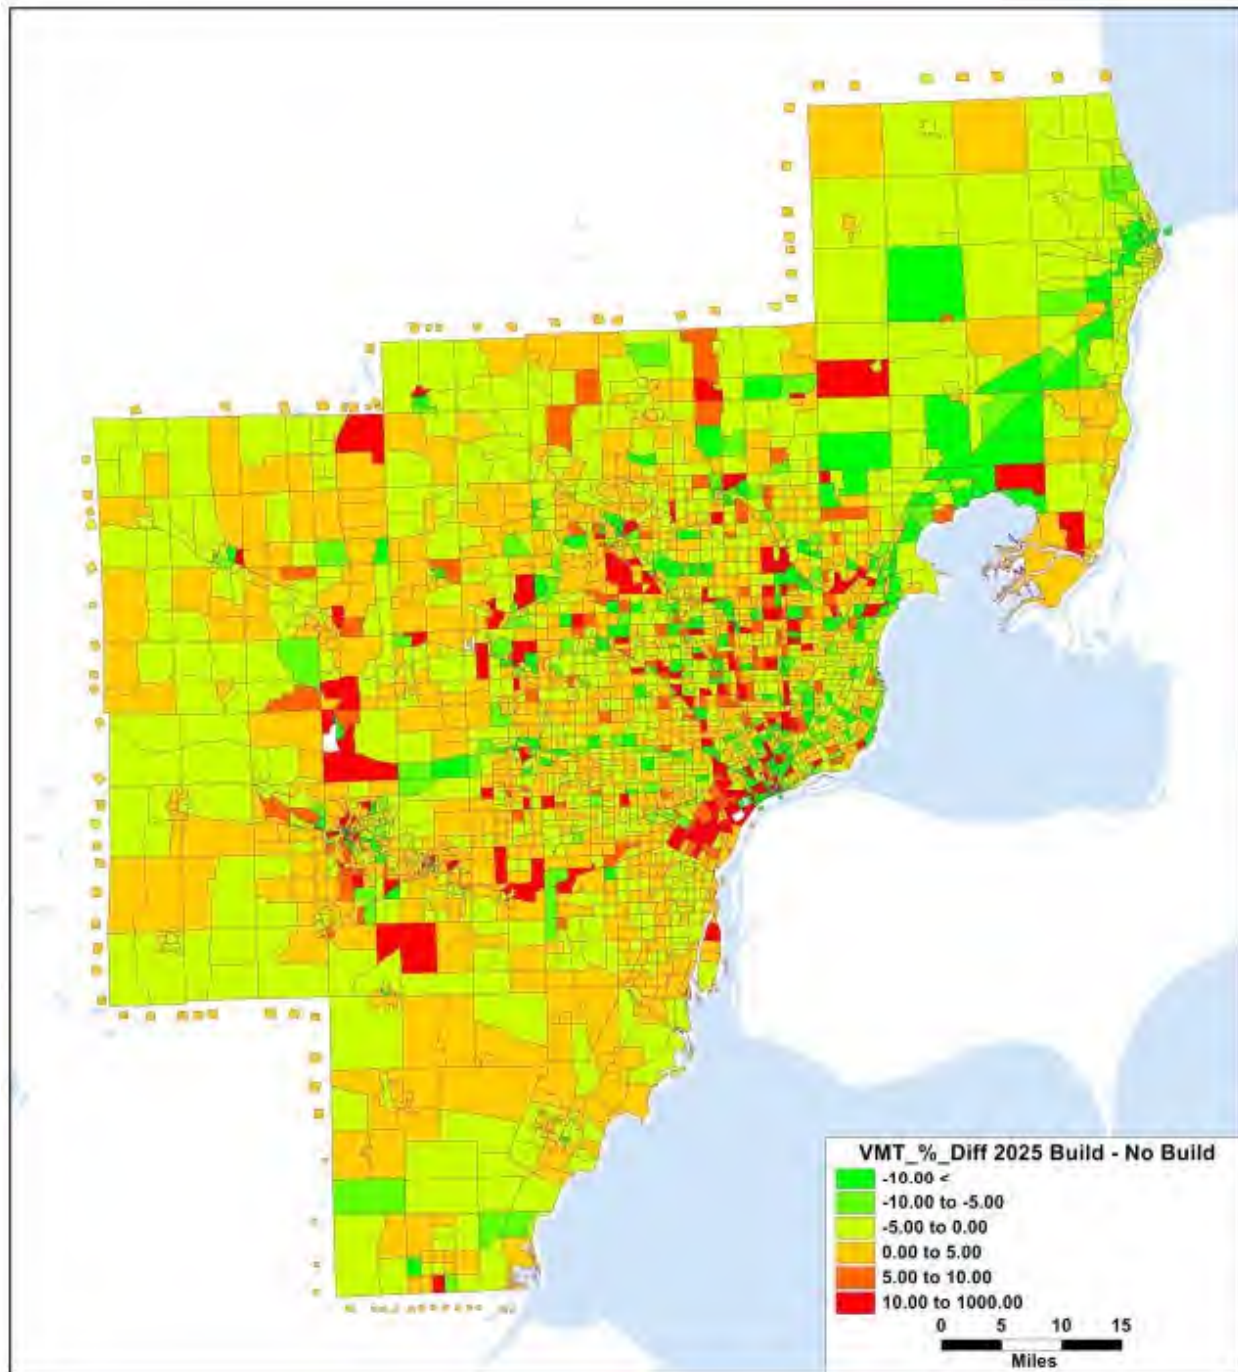 VMT_%_Diff 2025 Build - No Build
-10.00 <
-10.00 to -5.00
-5.00 to 0.00
0.00 to 5.00
5.00 to 10.00
10.00 to 1000.00
0 5 10 15
Miles